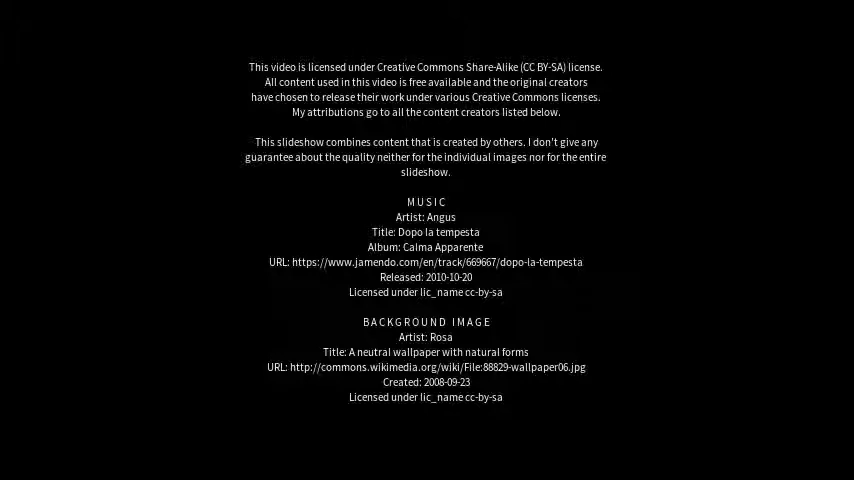 This video is licensed under Creative Commons Share-Alike (CC BY-SA) license.
All content used in this video is free available and the original creators
have chosen to release their work under various Creative Commons licenses.
My attributions go to all the content creators listed below.
This slideshow combines content that is created by others. I don't give any
guarantee about the quality neither for the individual images nor for the entire
slideshow.
MUSIC
Artist: Angus
Title: Dopo la tempesta
Album: Calma Apparente
URL: https://www.jamendo.com/en/track/669667/dopo-la-tempesta
Released: 2010-10-20
Licensed under lic_name cc-by-sa
BACKGROUND IMAGE
Artist: Rosa
Title: A neutral wallpaper with natural forms
URL: http://commons.wikimedia.org/wiki/File:88829-wallpaper06.jpg
Created: 2008-09-23
Licensed under lic_name cc-by-sa